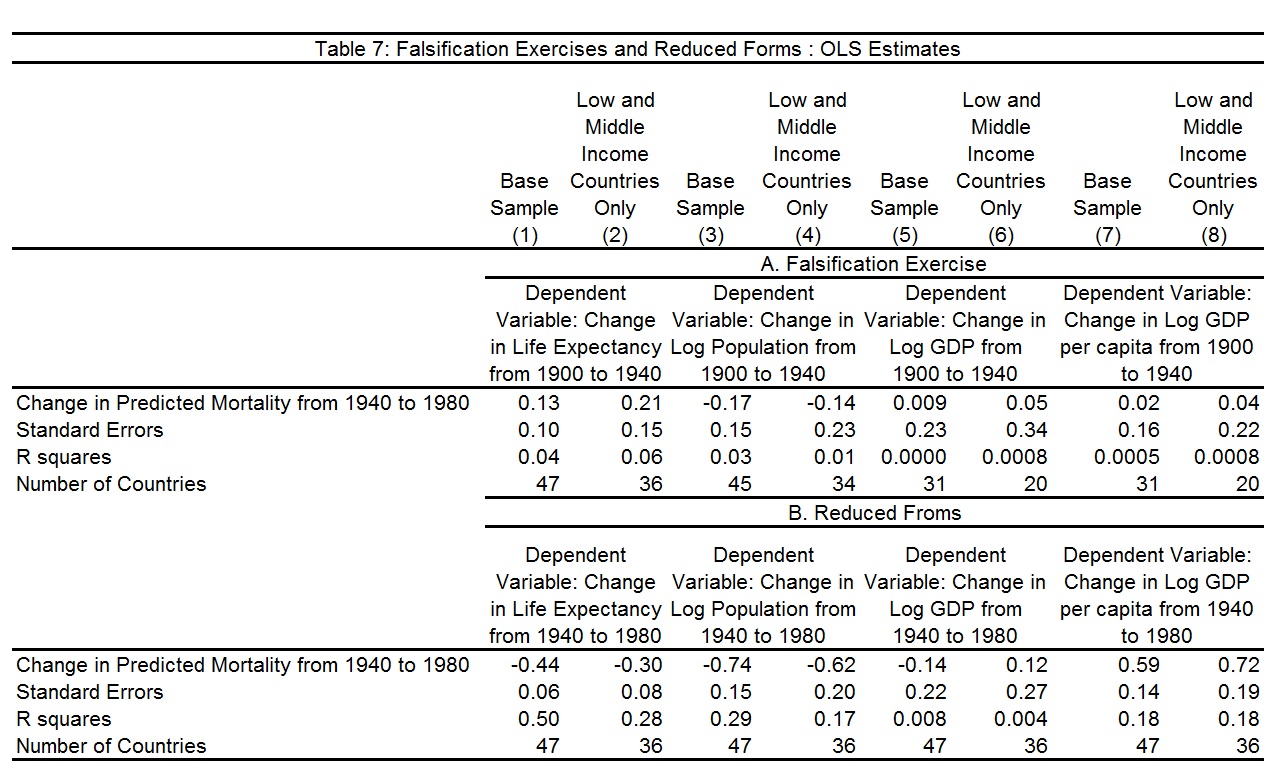 Table 7: Falsification Exercises and Reduced Forms : OLS Estimates
Low and Low and Low and Low and
Middle Middle Middle Middle
Income Income Income Income
Base Countries Base Countries Base Countries Base Countries
Sample Only Sample Only Sample Only Sample Only
(1) (2) (3) (4) (5) (6) (7) (8)
A. Falsification Exercise
Dependent Dependent Dependent Dependent Variable:
Variable: Change Variable: Change in Variable: Change in Change in Log GDP
in Life Expectancy Log Population from Log GDP from per capita from 1900
from 1900 to 1940 1900 to 1940 1900 to 1940 to 1940
Change in Predicted Mortality from 1940 to 1980 0.13 0.21 -0.17 -0.14 0.009 0.05 0.02 0.04
Standard Errors 0.10 0.15 0.15 0.23 0.23 0.34 0.16 0.22
R squares 0.04 0.06 0.03 0.01 0.0000 0.0008 0.0005 0.0008
Number of Countries 47 36 45 34 31 20 31 20
B. Reduced Froms
Dependent Dependent Dependent Dependent Variable:
Variable: Change Variable: Change in Variable: Change in Change in Log GDP
in Life Expectancy Log Population from Log GDP from per capita from 1940
from 1940 to 1980 1940 to 1980 1940 to 1980 to 1980
Change in Predicted Mortality from 1940 to 1980 -0.44 -0.30 -0.74 -0.62 -0.14 0.12 0.59 0.72
Standard Errors 0.06 0.08 0.15 0.20 0.22 0.27 0.14 0.19
R squares 0.50 0.28 0.29 0.17 0.008 0.004 0.18 0.18
Number of Countries 47 36 47 36 47 36 47 36